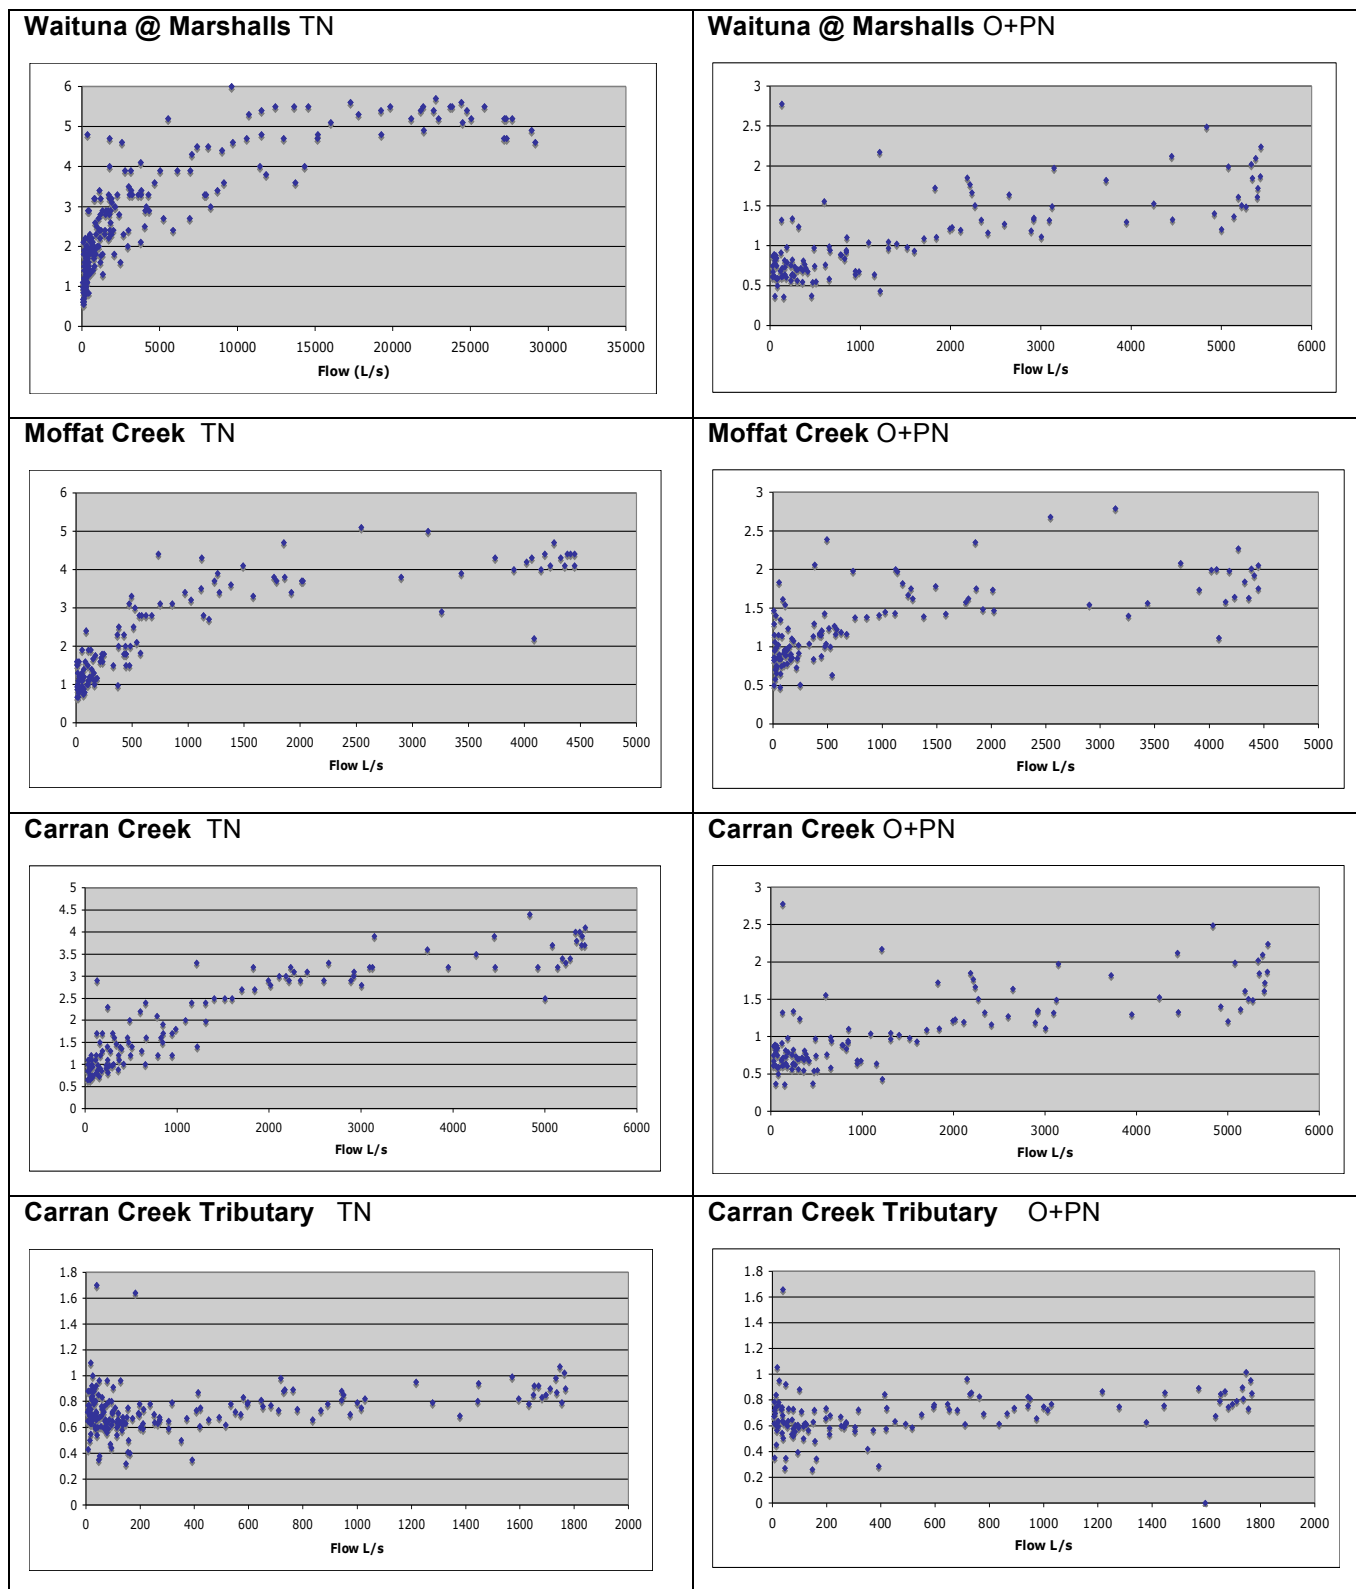 Waituna @ Marshalls TN
6
5
4
3
2
1
0
0 5000 10000 15000 20000 25000 30000 35000
Flow (L/s)
Waituna @ Marshalls O+PN
3
2.5
2
1.5
1
0.5
0
0 1000 2000 3000 4000 5000 6000
Flow L/s
Moffat Creek TN
6
5
4
3
2
1
0
0 500 1000 1500 2000 2500 3000 3500 4000 4500 5000
Flow L/s
Moffat Creek O+PN
3
2.5
2
1.5
1
0.5
0
0 500 1000 1500 2000 2500 3000 3500 4000 4500 5000
Flow L/s
Carran Creek TN
5
4.5
4
3.5
3
2.5
2
1.5
1
0.5
0
0 1000 2000 3000 4000 5000 6000
Flow L/s
Carran Creek O+PN
3
2.5
2
1.5
1
0.5
0
0 1000 2000 3000 4000 5000 6000
Flow L/s
Carran Creek Tributary TN
1.8
1.6
1.4
1.2
1
0.8
0.6
0.4
0.2
0
0 200 400 600 800 1000 1200 1400 1600 1800 2000
Flow L/s
Carran Creek Tributary O+PN
1.8
1.6
1.4
1.2
1
0.8
0.6
0.4
0.2
0
0 200 400 600 800 1000 1200 1400 1600 1800 2000
Flow L/s